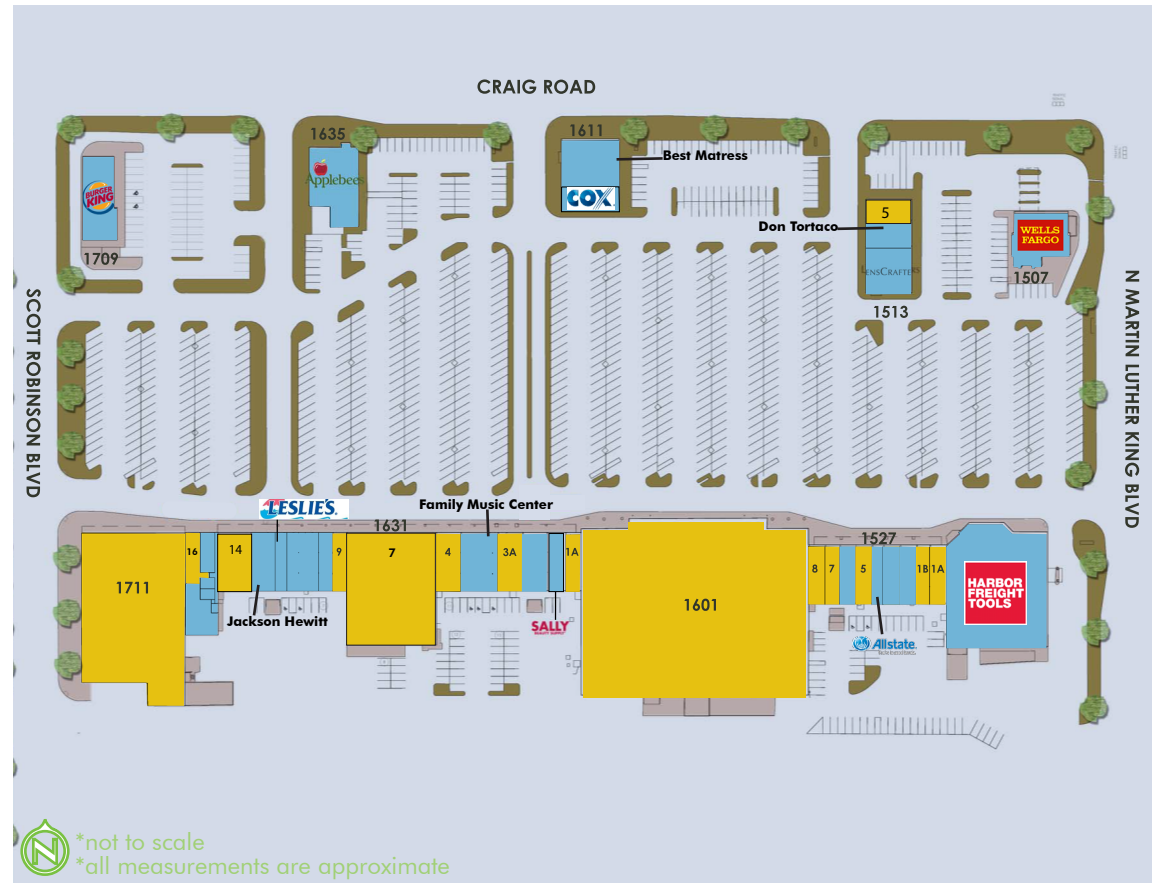 CRAIG ROAD
1635
1611
Best Matress
BURGER
KING
Applebees
COX
5
Don Tortaco
WELLS
FARGO
LENSCRAFTERS
1709
1507
1513
SCOTT ROBINSON BLVD
N MARTIN LUTHER KING BLVD
LESLIE'S
Family Music Center
1631
1527
16
14
9
7
4
3A
1A
8
7
5
1B
1A
1711
1601
HARBOR
FREIGHT
TOOLS
Jackson Hewitt
SALLY
BEAUTY SUPPLY
Allstate
N
*not to scale
*all measurements are approximate